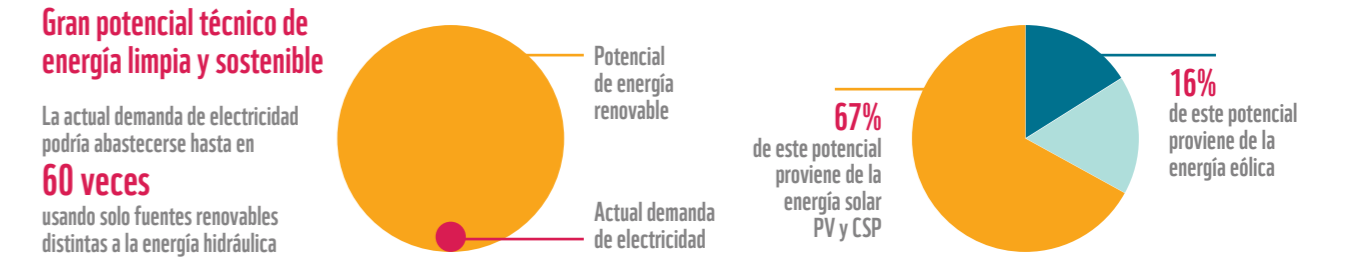 Gran potencial técnico de
energía limpia y sostenible
La actual demanda de electricidad
podría abastecerse hasta en
60 veces
usando solo fuentes renovables
distintas a la energía hidráulica
Potencial
de energía
renovable
Actual demanda
de electricidad
67%
de este potencial
proviene de la
energía solar
PV y CSP
16%
de este potencial
proviene de la
energía eólica